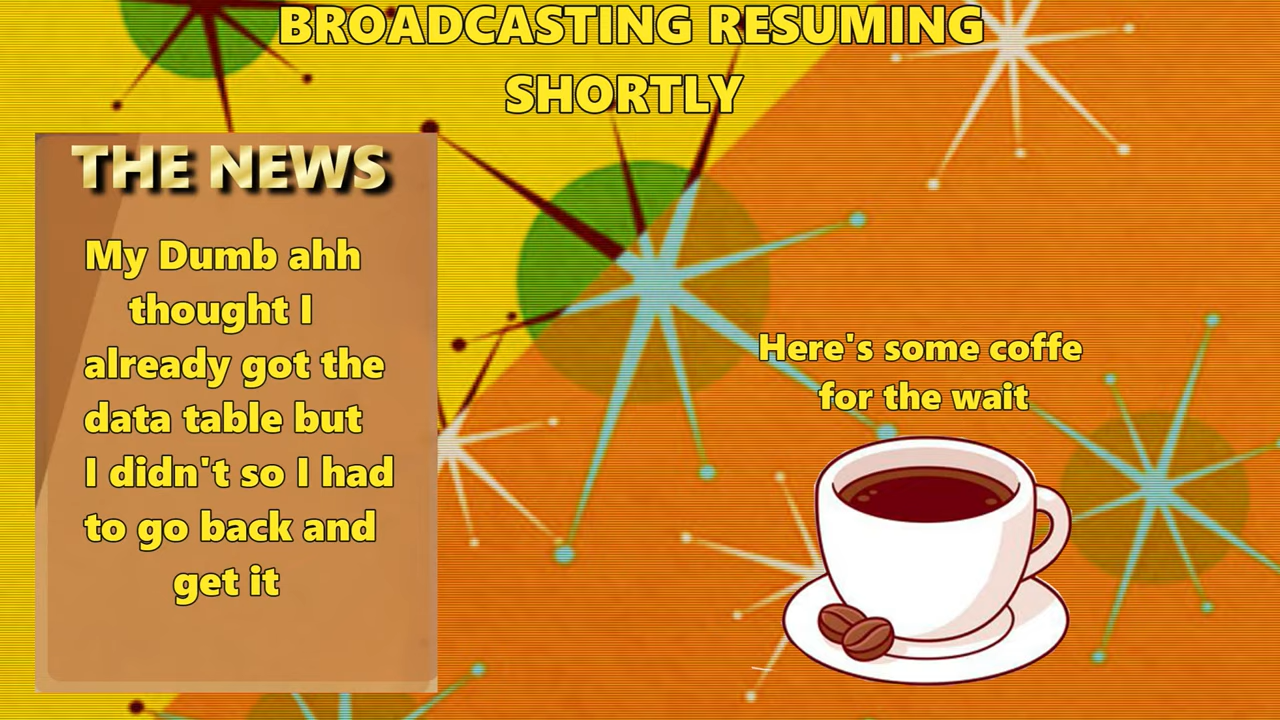 BROADCASTING RESUMING
SHORTLY
THE NEWS
My Dumb ahh
thought I
already got the
data table but
I didn't so I had
to go back and
get it
Here's some coffe
for the wait